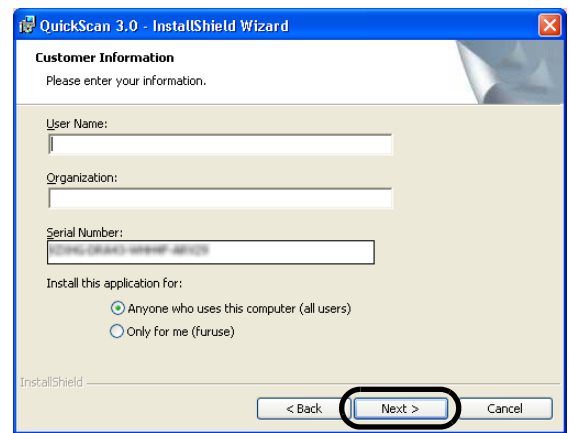 QuickScan 3.0 - InstallShield Wizard
Customer Information
Please enter your information.
User Name:
Organization:
Serial Number:
Install this application for:
Anyone who uses this computer (all users)
Only for me (furuse)
InstallShield
< Back
Next >
Cancel